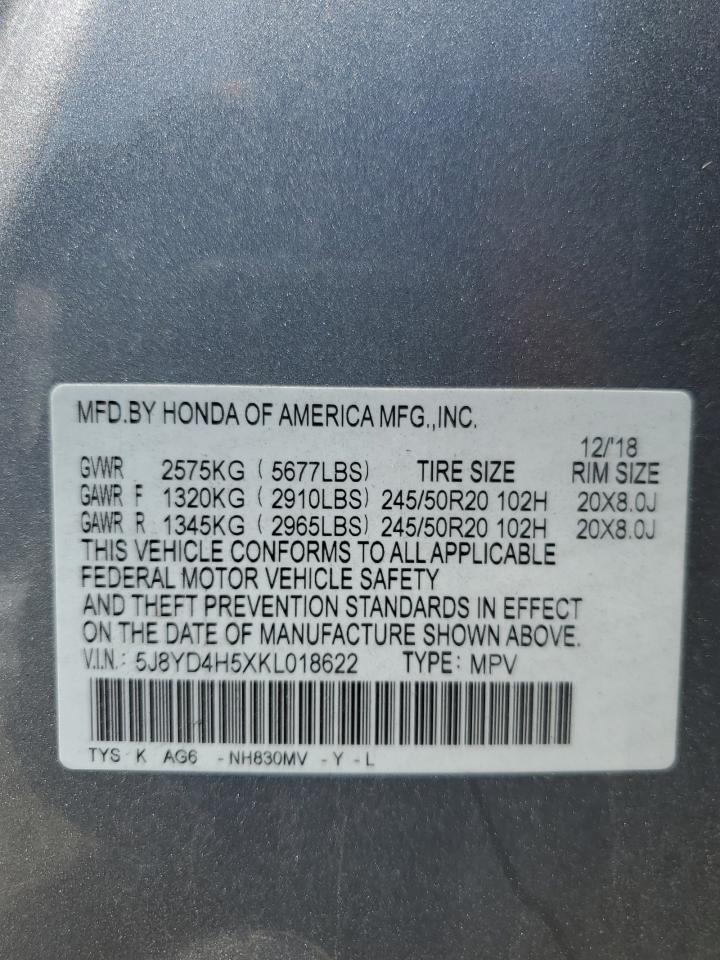 MFD.BY HONDA OF AMERICA MFG.,INC.
12/'18
GVWR 2575KG ( 5677LBS) TIRE SIZE RIM SIZE
GAWR F 1320KG ( 2910LBS) 245/50R20 102H 20X8.0J
GAWR R 1345KG ( 2965LBS) 245/50R20 102H 20X8.0J
THIS VEHICLE CONFORMS TO ALL APPLICABLE
FEDERAL MOTOR VEHICLE SAFETY
AND THEFT PREVENTION STANDARDS IN EFFECT
ON THE DATE OF MANUFACTURE SHOWN ABOVE.
V.I.N.: 5J8YD4H5XKL018622 TYPE: MPV
TYS K AG6 -NH830MV -Y -L